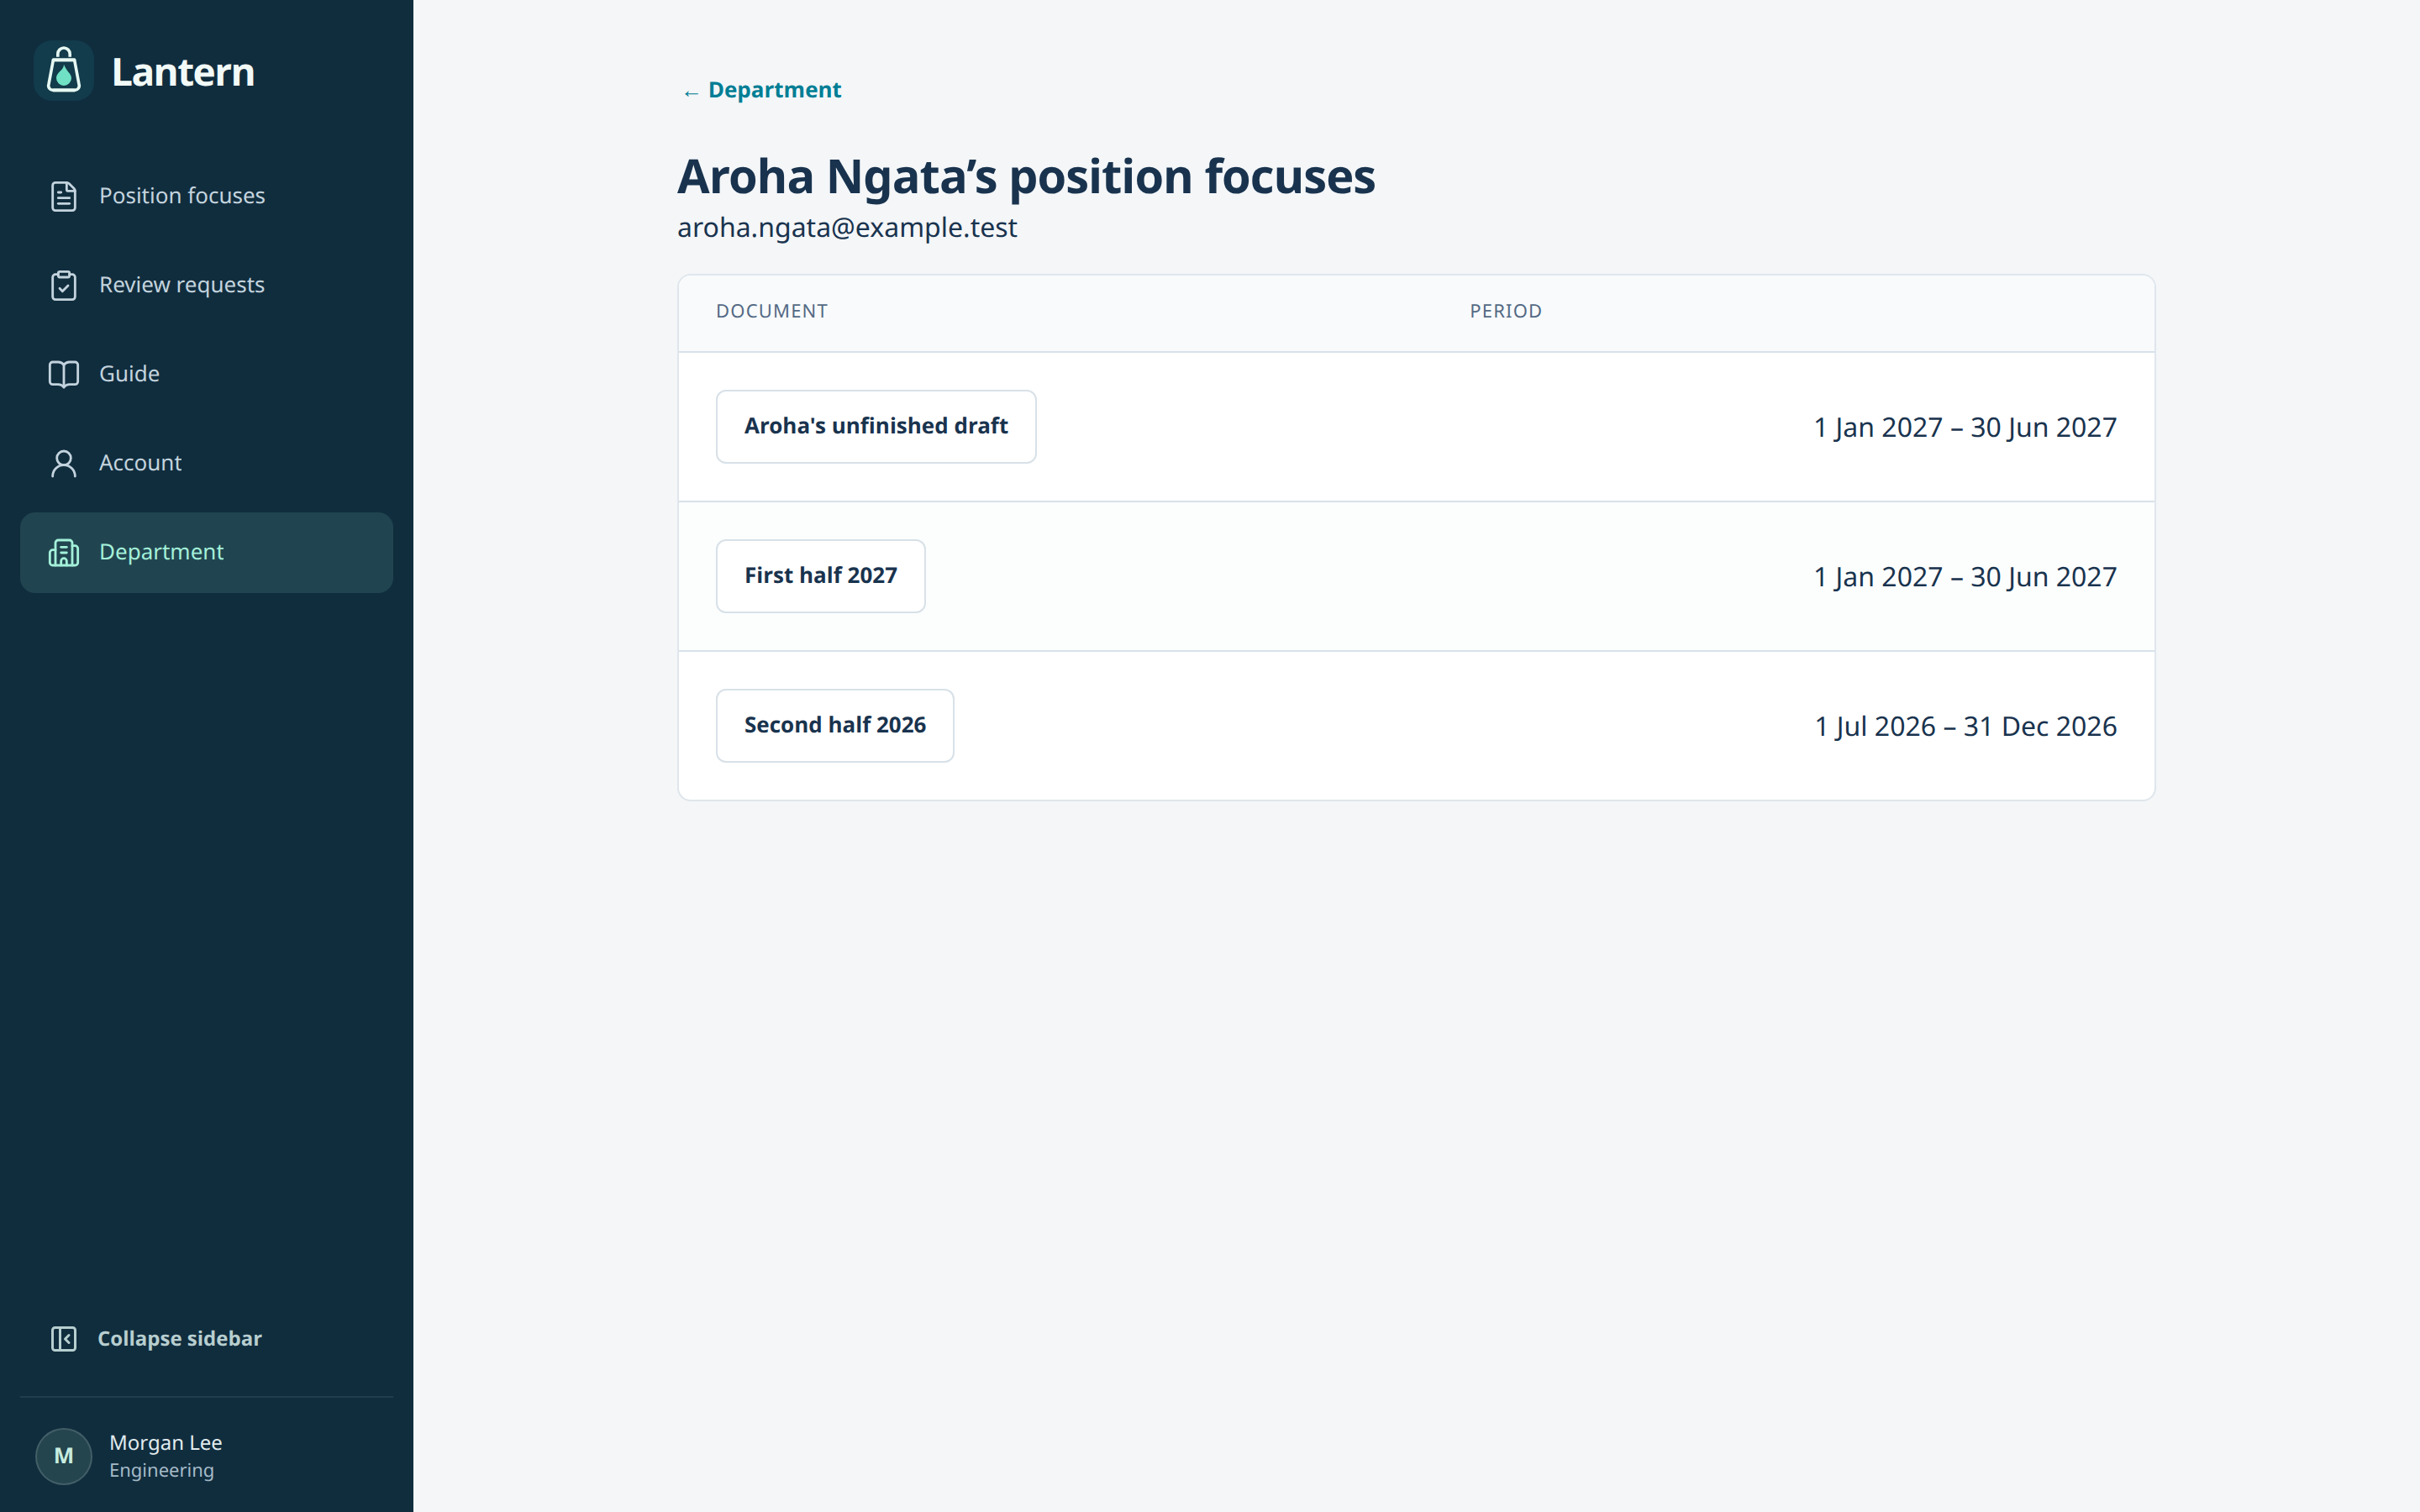 Lantern
Position focuses
Review requests
Guide
Account
Department
Collapse sidebar
M
Morgan Lee
Engineering
← Department
Aroha Ngata’s position focuses
aroha.ngata@example.test
DOCUMENT PERIOD
Aroha's unfinished draft 1 Jan 2027 – 30 Jun 2027
First half 2027 1 Jan 2027 – 30 Jun 2027
Second half 2026 1 Jul 2026 – 31 Dec 2026